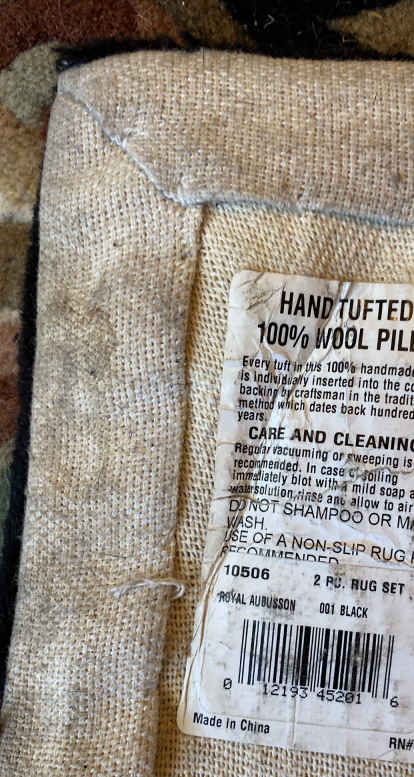 HAND TUFTED
100% WOOL PILE
Every tuft in this 100% handmade
is individually inserted into the co
backing by craftsman in the tradit
method which dates back hundred
years.
CARE AND CLEANING
Regular vacuuming or sweeping is
recommended. In case of soiling
immediately blot with a mild soap a
watersolution, rinse and allow to air
DO NOT SHAMPOO OR MA
WASH.
USE OF A NON-SLIP RUG P
RECOMMENDED
10506 2 PC. RUG SET
ROYAL AUBUSSON 001 BLACK
0 12193 45201 6
Made in China
RN#